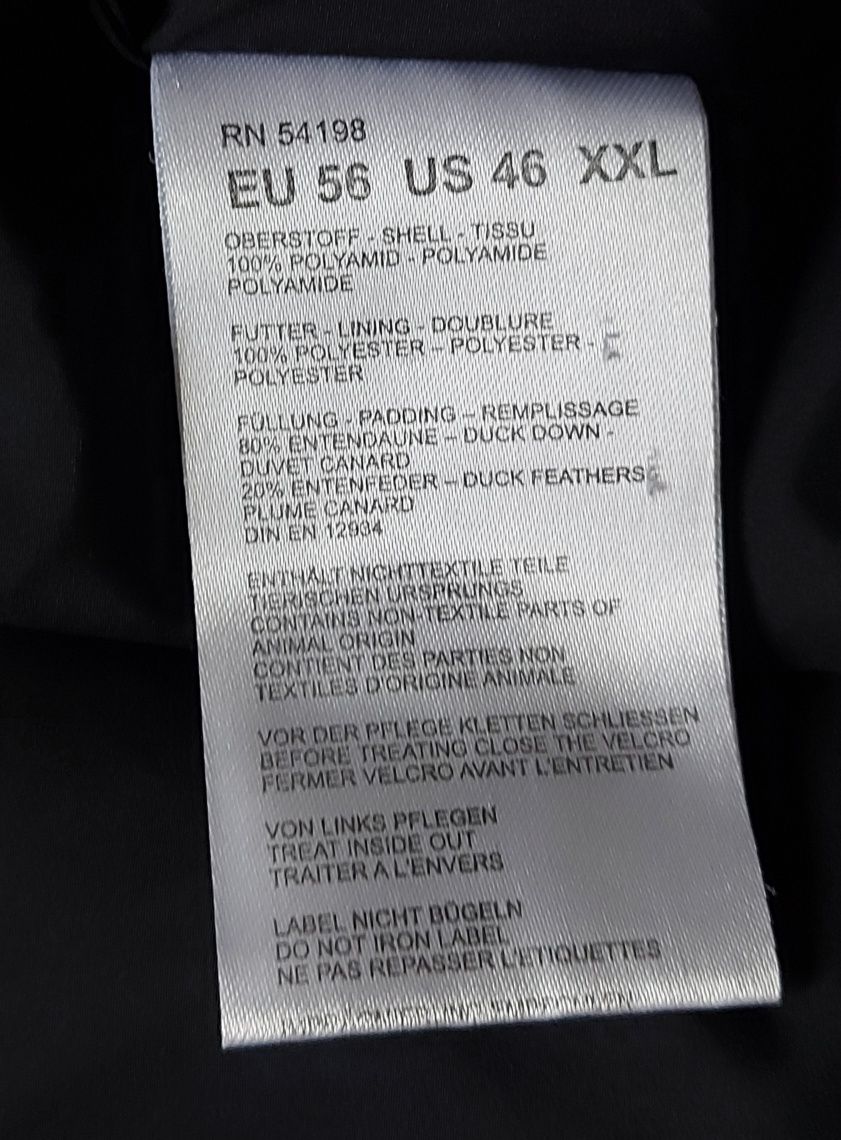 RN 54198
EU 56 US 46 XXL
OBERSTOFF - SHELL - TISSU
100% POLYAMID - POLYAMIDE
POLYAMIDE
FUTTER - LINING - DOUBLURE
100% POLYESTER – POLYESTER -
POLYESTER
FÜLLUNG - PADDING – REMPLISSAGE
80% ENTENDAUNE – DUCK DOWN -
DUVET CANARD
20% ENTENFEDER – DUCK FEATHERS
PLUME CANARD
DIN EN 12934
ENTHÄLT NICHTTEXTILE TEILE
TIERISCHEN URSPRUNGS
CONTAINS NON-TEXTILE PARTS OF
ANIMAL ORIGIN
CONTIENT DES PARTIES NON
TEXTILES D'ORIGINE ANIMALE
VOR DER PFLEGE KLETTEN SCHLIESSEN
BEFORE TREATING CLOSE THE VELCRO
FERMER VELCRO AVANT L'ENTRETIEN
VON LINKS PFLEGEN
TREAT INSIDE OUT
TRAITER A L'ENVERS
LABEL NICHT BÜGELN
DO NOT IRON LABEL
NE PAS REPASSER L'ETIQUETTES